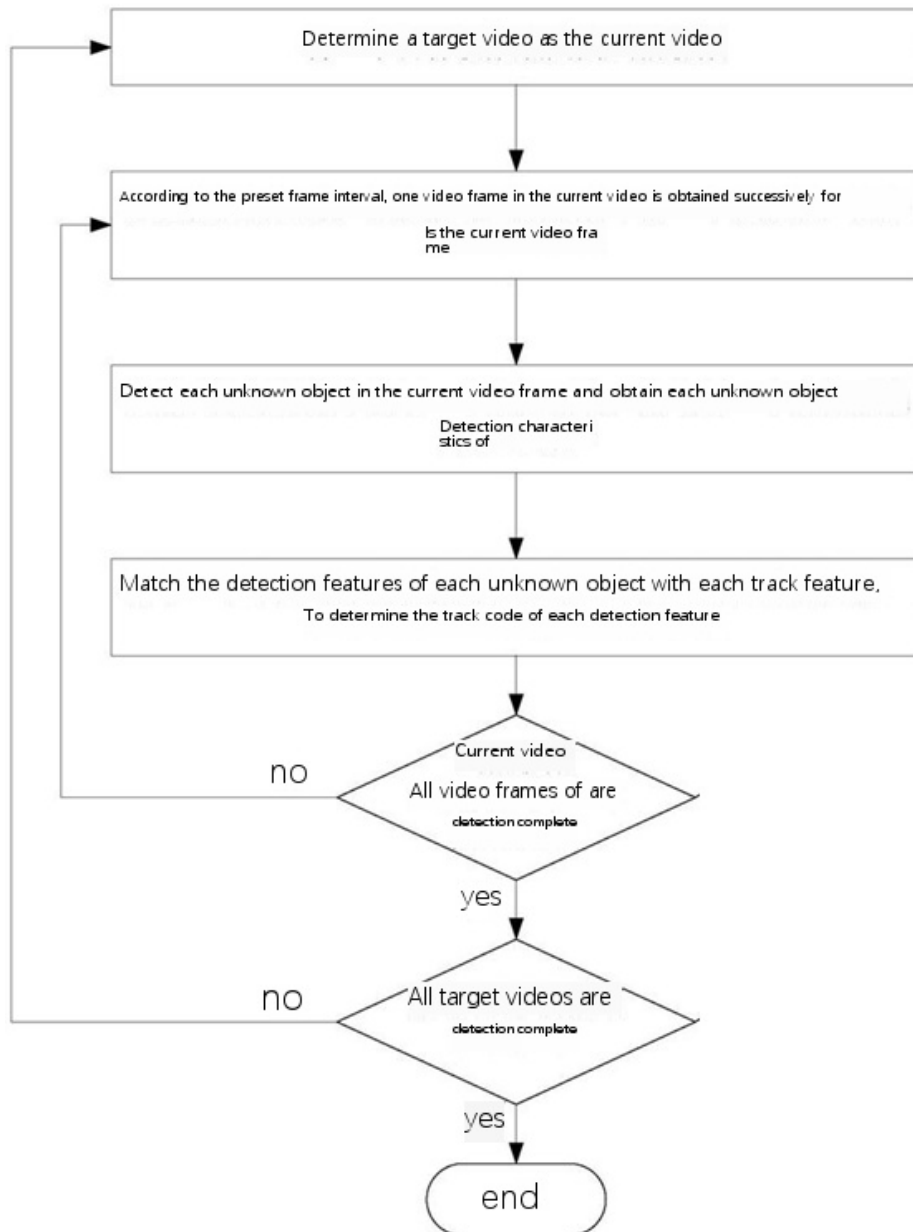 Determine a target video as the current video
According to the preset frame interval, one video frame in the current video is obtained successively for
Is the current video fra
me
Detect each unknown object in the current video frame and obtain each unknown object
Detection characteri
stics of
Match the detection features of each unknown object with each track feature,
To determine the track code of each detection feature
Current video
no
All video frames of are
detection complete
yes
no
All target videos are
detection complete
yes
end